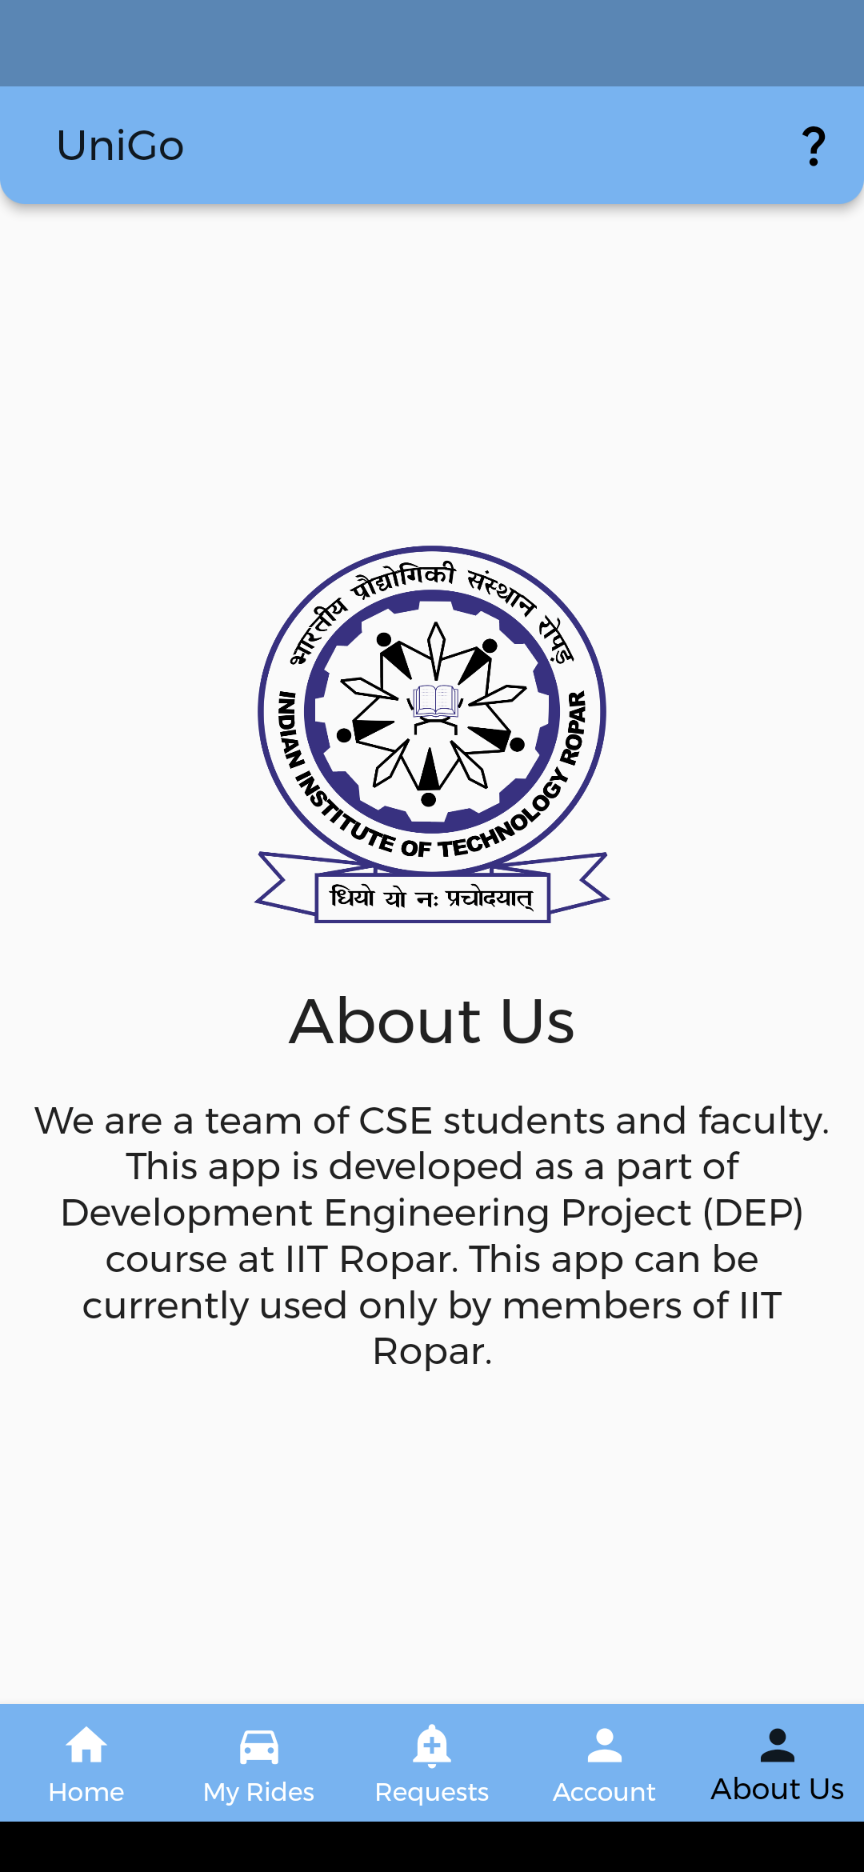 UniGo
?
भारतीय प्रौद्योगिकी संस्थान रोपड़
INDIAN INSTITUTE OF TECHNOLOGY ROPAR
धियो यो नः प्रचोदयात्
About Us
We are a team of CSE students and faculty.
This app is developed as a part of
Development Engineering Project (DEP)
course at IIT Ropar. This app can be
currently used only by members of IIT
Ropar.
Home
My Rides
Requests
Account
About Us